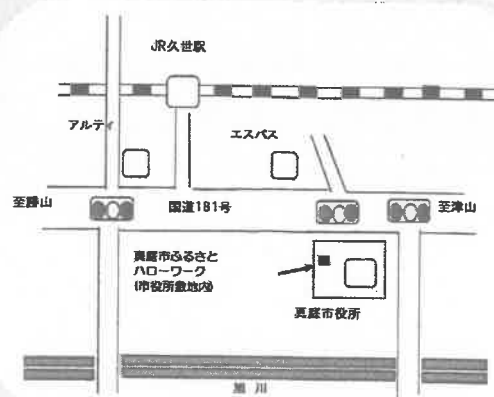 JR久世駅
アルティ
エスパス
至勝山
国道181号
至津山
真庭市ふるさと
ハローワーク
(市役所敷地内)
真庭市役所
旭川